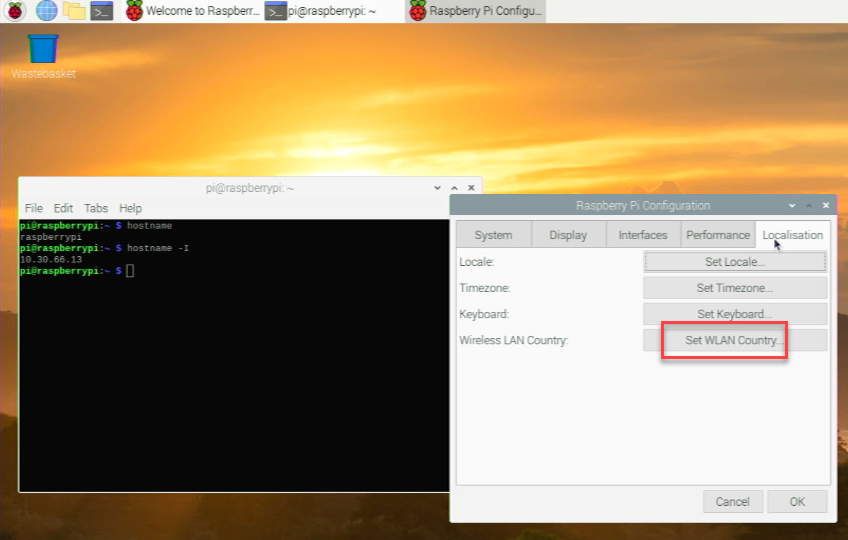 Welcome to Raspberr...
pi@raspberrypi: ~
Raspberry Pi Configu...
Wastebasket
pi@raspberrypi: ~
File Edit Tabs Help
pi@raspberrypi:~ $ hostname
raspberrypi
pi@raspberrypi:~ $ hostname -I
10.30.66.13
pi@raspberrypi:~ $
Raspberry Pi Configuration
System Display Interfaces Performance Localisation
Locale: Set Locale...
Timezone: Set Timezone...
Keyboard: Set Keyboard...
Wireless LAN Country: Set WLAN Country...
Cancel OK